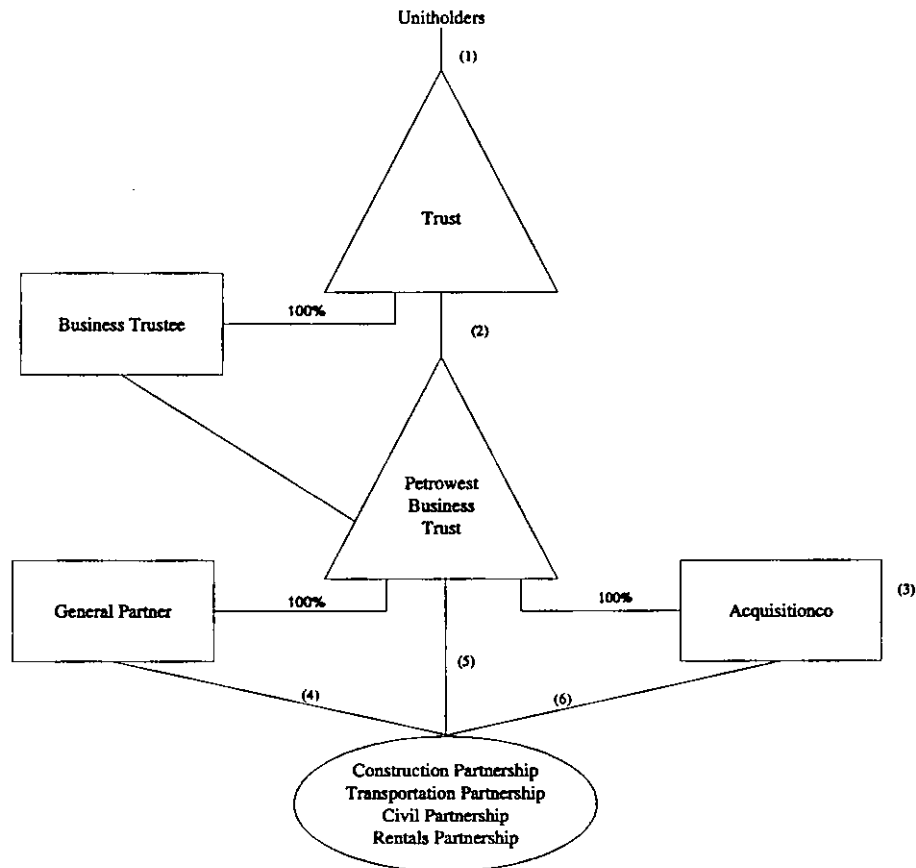 Unitholders
(1)
Trust
Business Trustee
100%
(2)
Petrowest
Business
Trust
General Partner
100%
100%
Acquisitionco
(3)
(4)
(5)
(6)
Construction Partnership
Transportation Partnership
Civil Partnership
Rentals Partnership